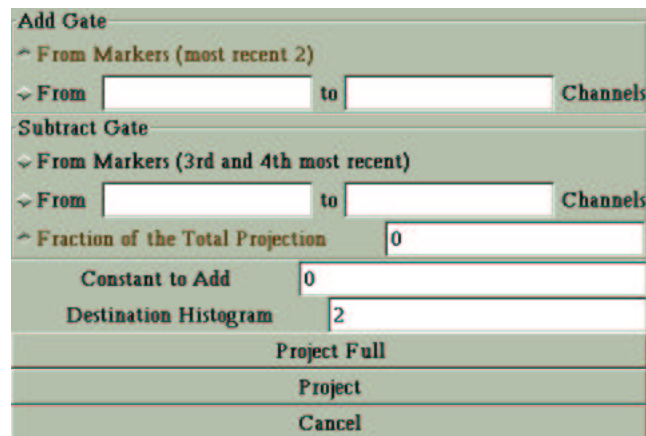 Add Gate
From Markers (most recent 2)
From to Channels
Subtract Gate
From Markers (3rd and 4th most recent)
From to Channels
Fraction of the Total Projection 0
Constant to Add 0
Destination Histogram 2
Project Full
Project
Cancel